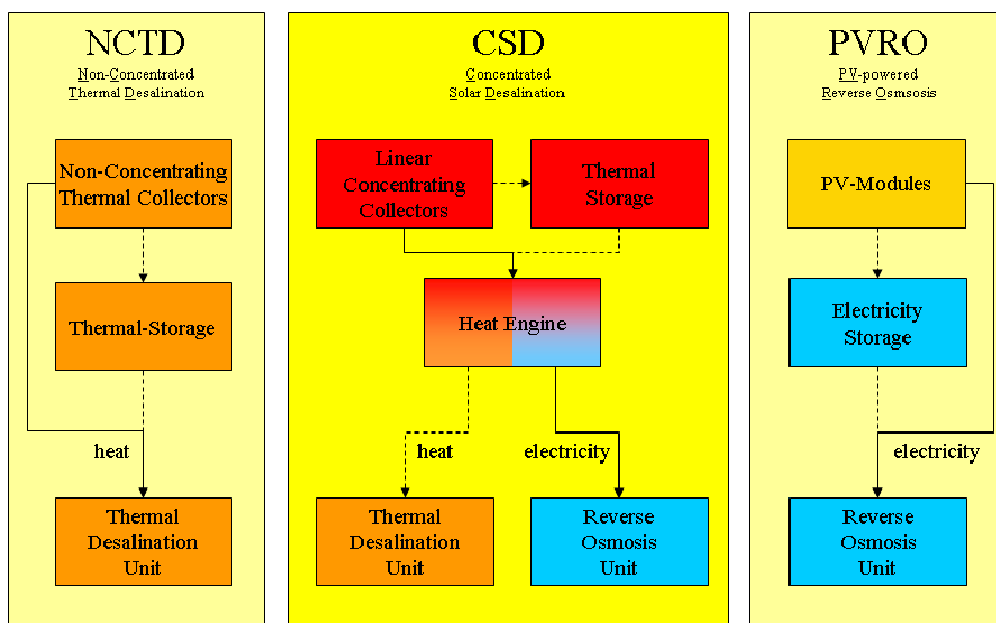 NCTD
Non-Concentrated
Thermal Desalination
Non-Concentrating
Thermal Collectors
Thermal-Storage
heat
Thermal
Desalination
Unit
CSD
Concentrated
Solar Desalination
Linear
Concentrating
Collectors
Thermal
Storage
Heat Engine
heat
electricity
Thermal
Desalination
Unit
Reverse
Osmosis
Unit
PVRO
PV-powered
Reverse Osmsosis
PV-Modules
Electricity
Storage
electricity
Reverse
Osmosis
Unit